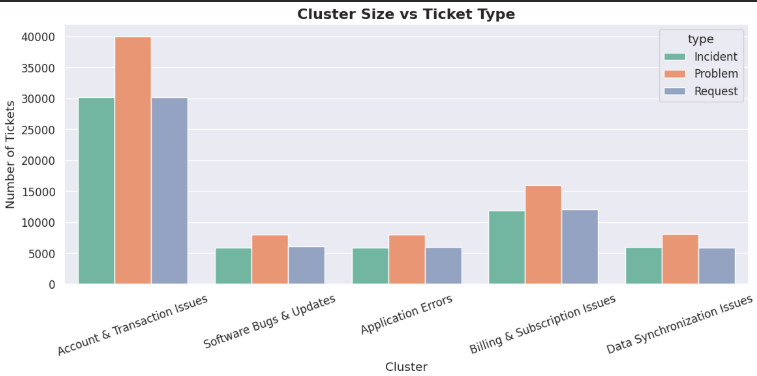 Cluster Size vs Ticket Type
type
Incident
Problem
Request
Number of Tickets
40000
35000
30000
25000
20000
15000
10000
5000
0
Account & Transaction Issues
Software Bugs & Updates
Application Errors
Billing & Subscription Issues
Data Synchronization Issues
Cluster